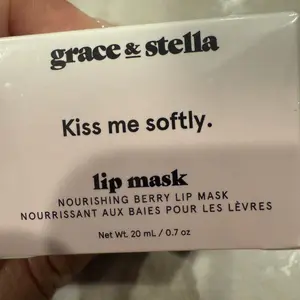 grace & stella
Kiss me softly.
lip mask
NOURISHING BERRY LIP MASK
NOURRISSANT AUX BAIES POUR LES LÈVRES
Net Wt. 20 mL / 0.7 oz